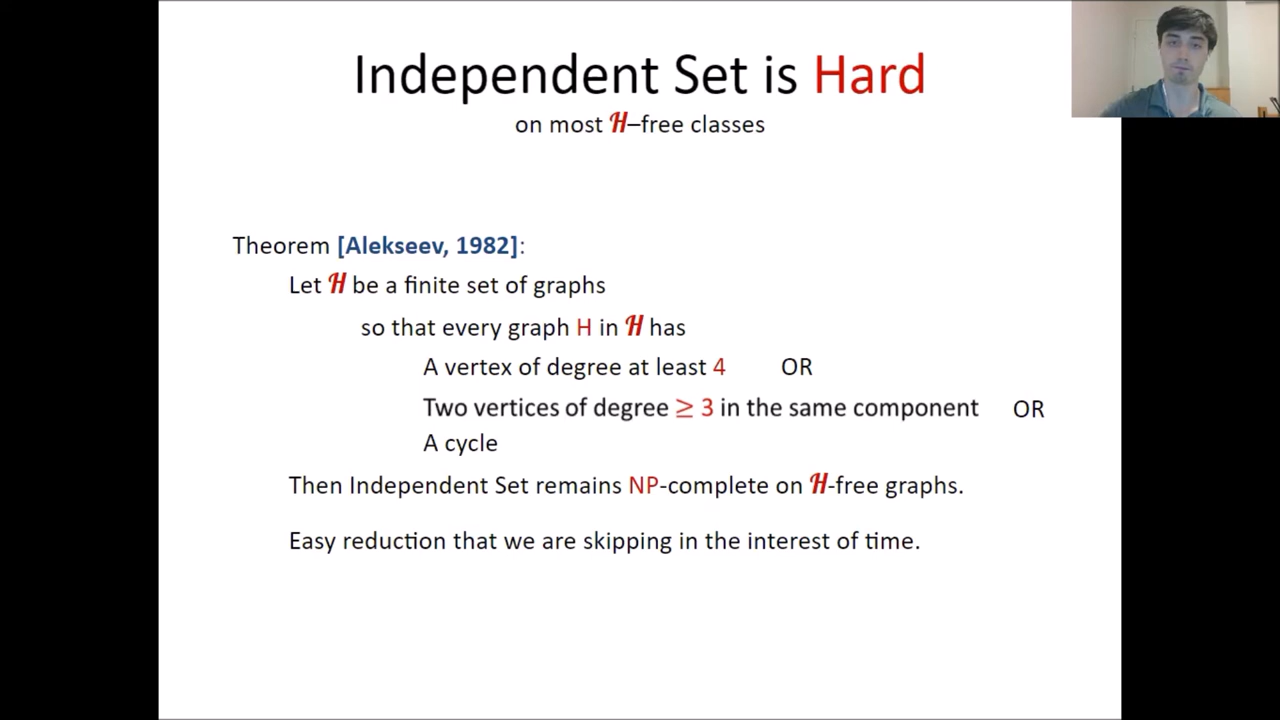 Independent Set is Hard
on most H–free classes
Theorem [Alekseev, 1982]:
Let H be a finite set of graphs
so that every graph H in H has
A vertex of degree at least 4 OR
Two vertices of degree ≥ 3 in the same component OR
A cycle
Then Independent Set remains NP-complete on H-free graphs.
Easy reduction that we are skipping in the interest of time.